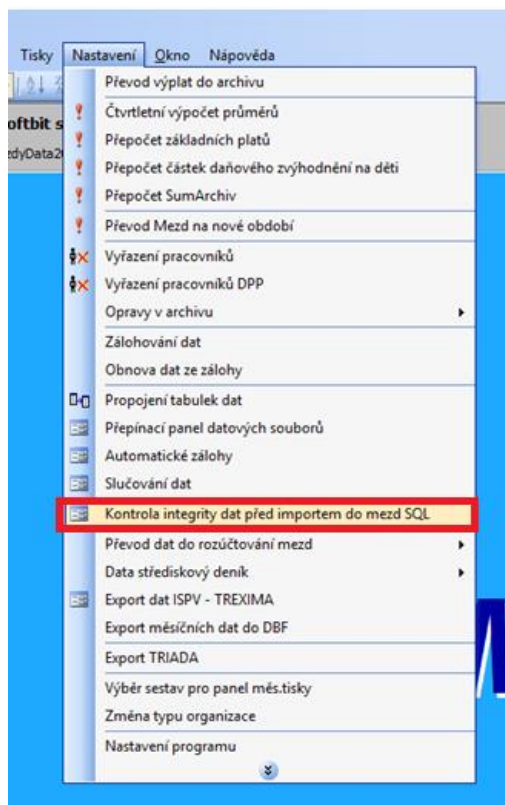 Tisky Nastavení Okno Nápověda
Převod výplat do archivu
Čtvrtletní výpočet průměrů
oftbit s
Přepočet základních platů
edyData2
Přepočet částek daňového zvýhodnění na děti
Přepočet SumArchiv
Převod Mezd na nové období
Vyřazení pracovníků
Vyřazení pracovníků DPP
Opravy v archivu
Zálohování dat
Obnova dat ze zálohy
Propojení tabulek dat
Přepínací panel datových souborů
Automatické zálohy
Slučování dat
Kontrola integrity dat před importem do mezd SQL
Převod dat do rozúčtování mezd
Data střediskový deník
Export dat ISPV - TREXIMA
Export měsíčních dat do DBF
Export TRIADA
Výběr sestav pro panel měs.tisky
Změna typu organizace
Nastavení programu